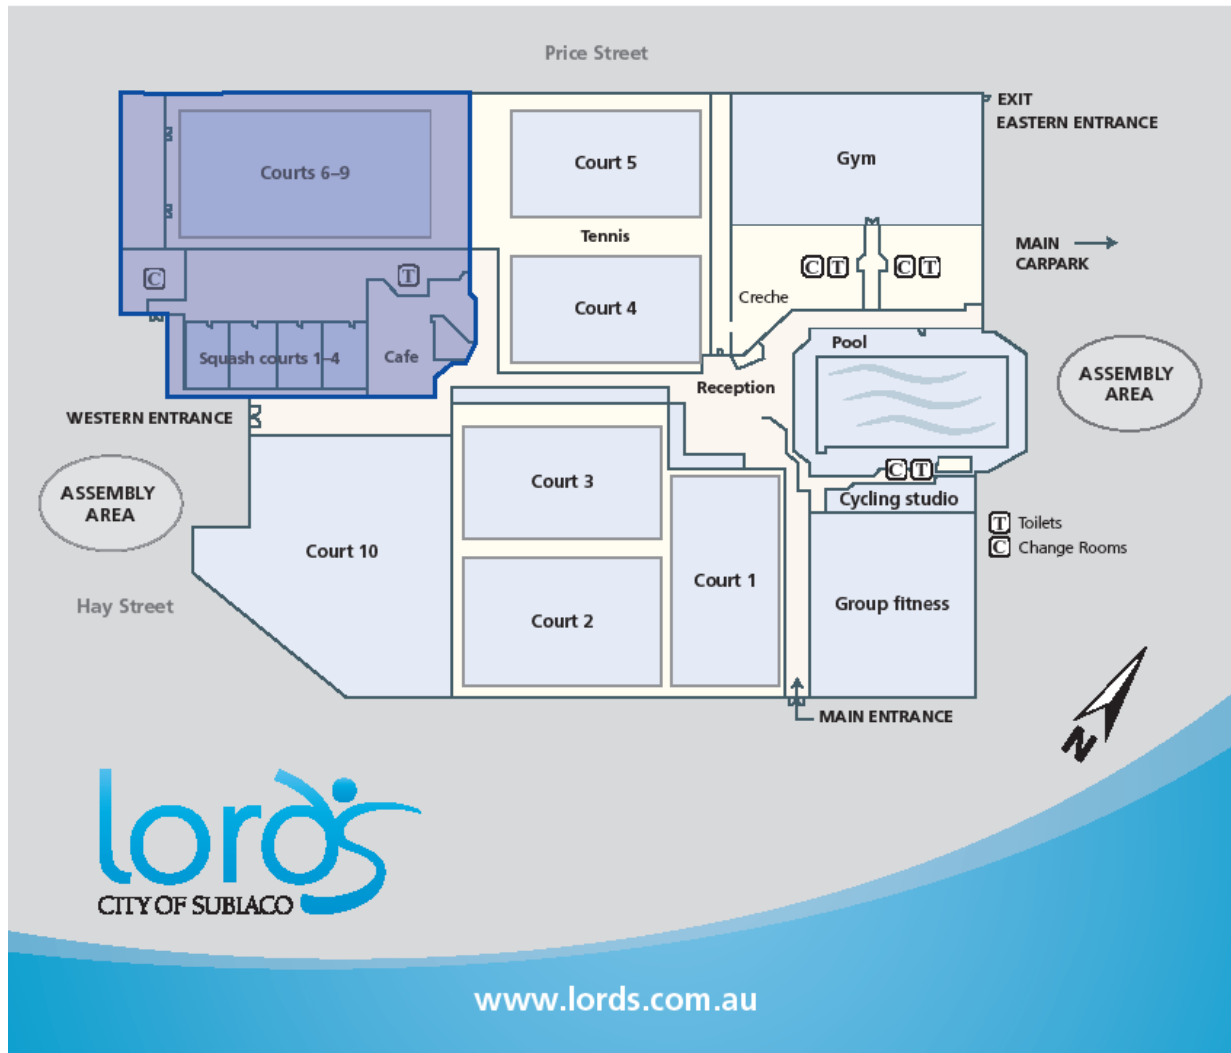 Price Street
EXIT
EASTERN ENTRANCE
Courts 6–9
Court 5
Gym
Tennis
MAIN
CARPARK
C
T
C T
C T
Creche
Court 4
Pool
Squash courts 1–4
Cafe
Reception
ASSEMBLY
AREA
WESTERN ENTRANCE
ASSEMBLY
AREA
Court 3
C T
Cycling studio
T Toilets
C Change Rooms
Court 10
Court 1
Hay Street
Court 2
Group fitness
MAIN ENTRANCE
N
lords
CITY OF SUBIACO
www.lords.com.au